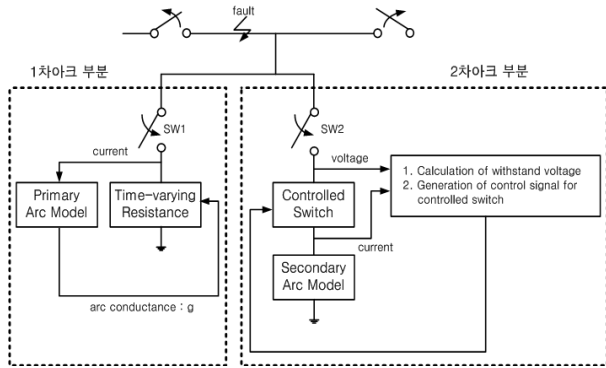 fault
1차아크 부분
2차아크 부분
SW1
SW2
current
voltage
Primary
Arc Model
Time-varying
Resistance
Controlled
Switch
1. Calculation of withstand voltage
2. Generation of control signal for
controlled switch
current
Secondary
Arc Model
arc conductance : g